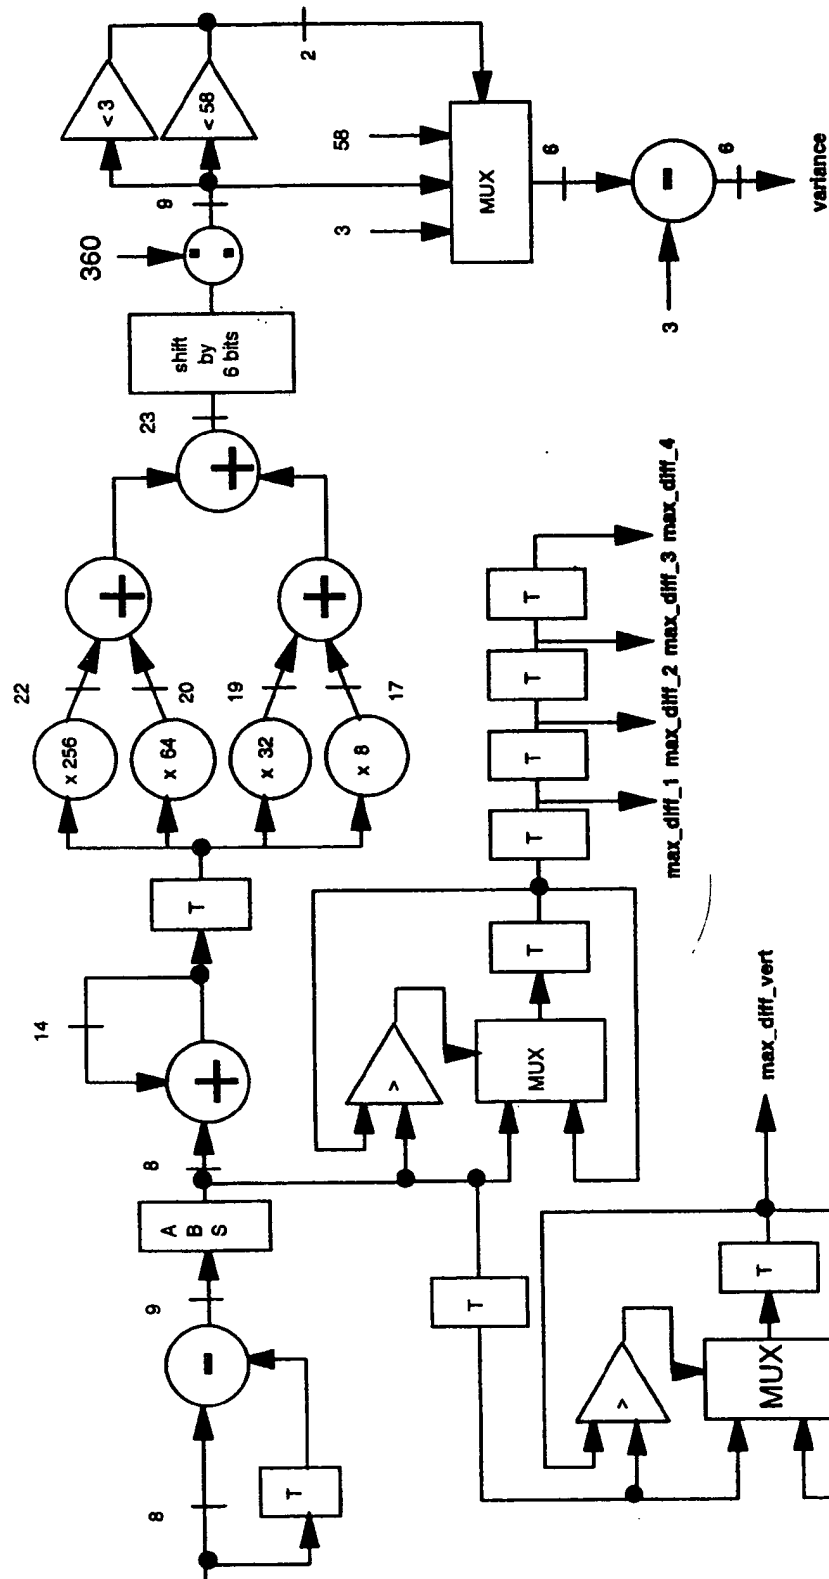 < 3
< 58
2
9
360
58
3
MUX
6
-
6
variance
3
shift
by
6 bits
23
+
+
+
22
20
19
17
x 256
x 64
x 32
x 8
T
14
+
8
A B S
9
-
8
T
T
T
T
T
max_diff_1 max_diff_2 max_diff_3 max_diff_4
T
>
MUX
T
max_diff_vert
T
>
MUX